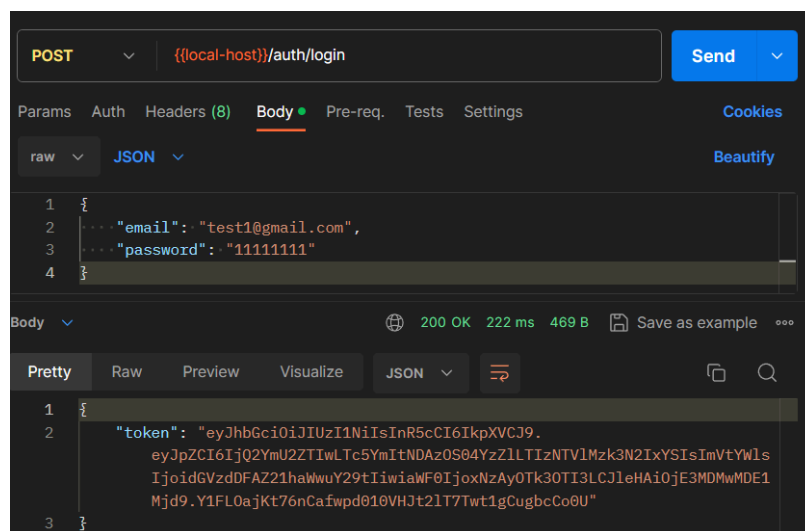 POST {{local-host}}/auth/login Send
Params Auth Headers (8) Body Pre-req. Tests Settings Cookies
raw JSON Beautify
1 {
2 ····"email":·"test1@gmail.com",
3 ····"password":·"11111111"
4 }
Body 200 OK 222 ms 469 B Save as example
Pretty Raw Preview Visualize JSON
1 {
2 "token": "eyJhbGciOiJIUzI1NiIsInR5cCI6IkpXVCJ9.
eyJpZCI6IjQ2YmU2ZTIwLTc5YmItNDAzOS04YzZlLTIzNTVlMzk3N2IxYSIsImVtYWls
IjoidGVzdDFAZ21haWwuY29tIiwiaWF0IjoxNzAyOTk3OTI3LCJleHAiOjE3MDMwMDE1
Mjd9.Y1FLOajKt76nCafwpd010VHJt2lT7Twt1gCugbcCo0U"
3 }